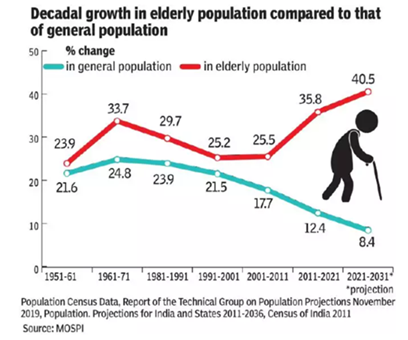 Decadal growth in elderly population compared to that
of general population
50 % change
in general population in elderly population
40.5
40
35.8
33.7
29.7
30
25.2 25.5
23.9
20
21.6 24.8 23.9 21.5
17.7
12.4
10
8.4
0
1951-61 1961-71 1981-1991 1991-2001 2001-2011 2011-2021 2021-2031*
*projection
Population Census Data, Report of the Technical Group on Population Projections November
2019, Population. Projections for India and States 2011-2036, Census of India 2011
Source: MOSPI